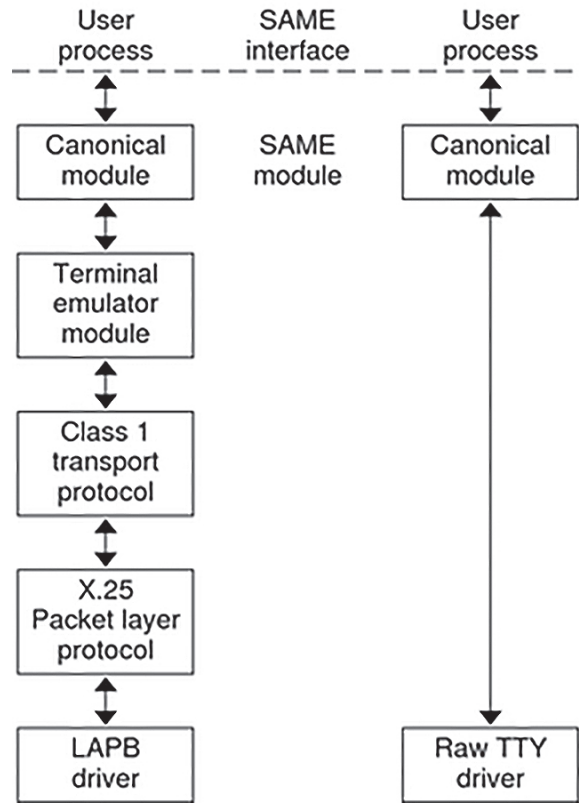 User
process
SAME
interface
User
process
Canonical
module
SAME
module
Canonical
module
Terminal
emulator
module
Class 1
transport
protocol
X.25
Packet layer
protocol
LAPB
driver
Raw TTY
driver